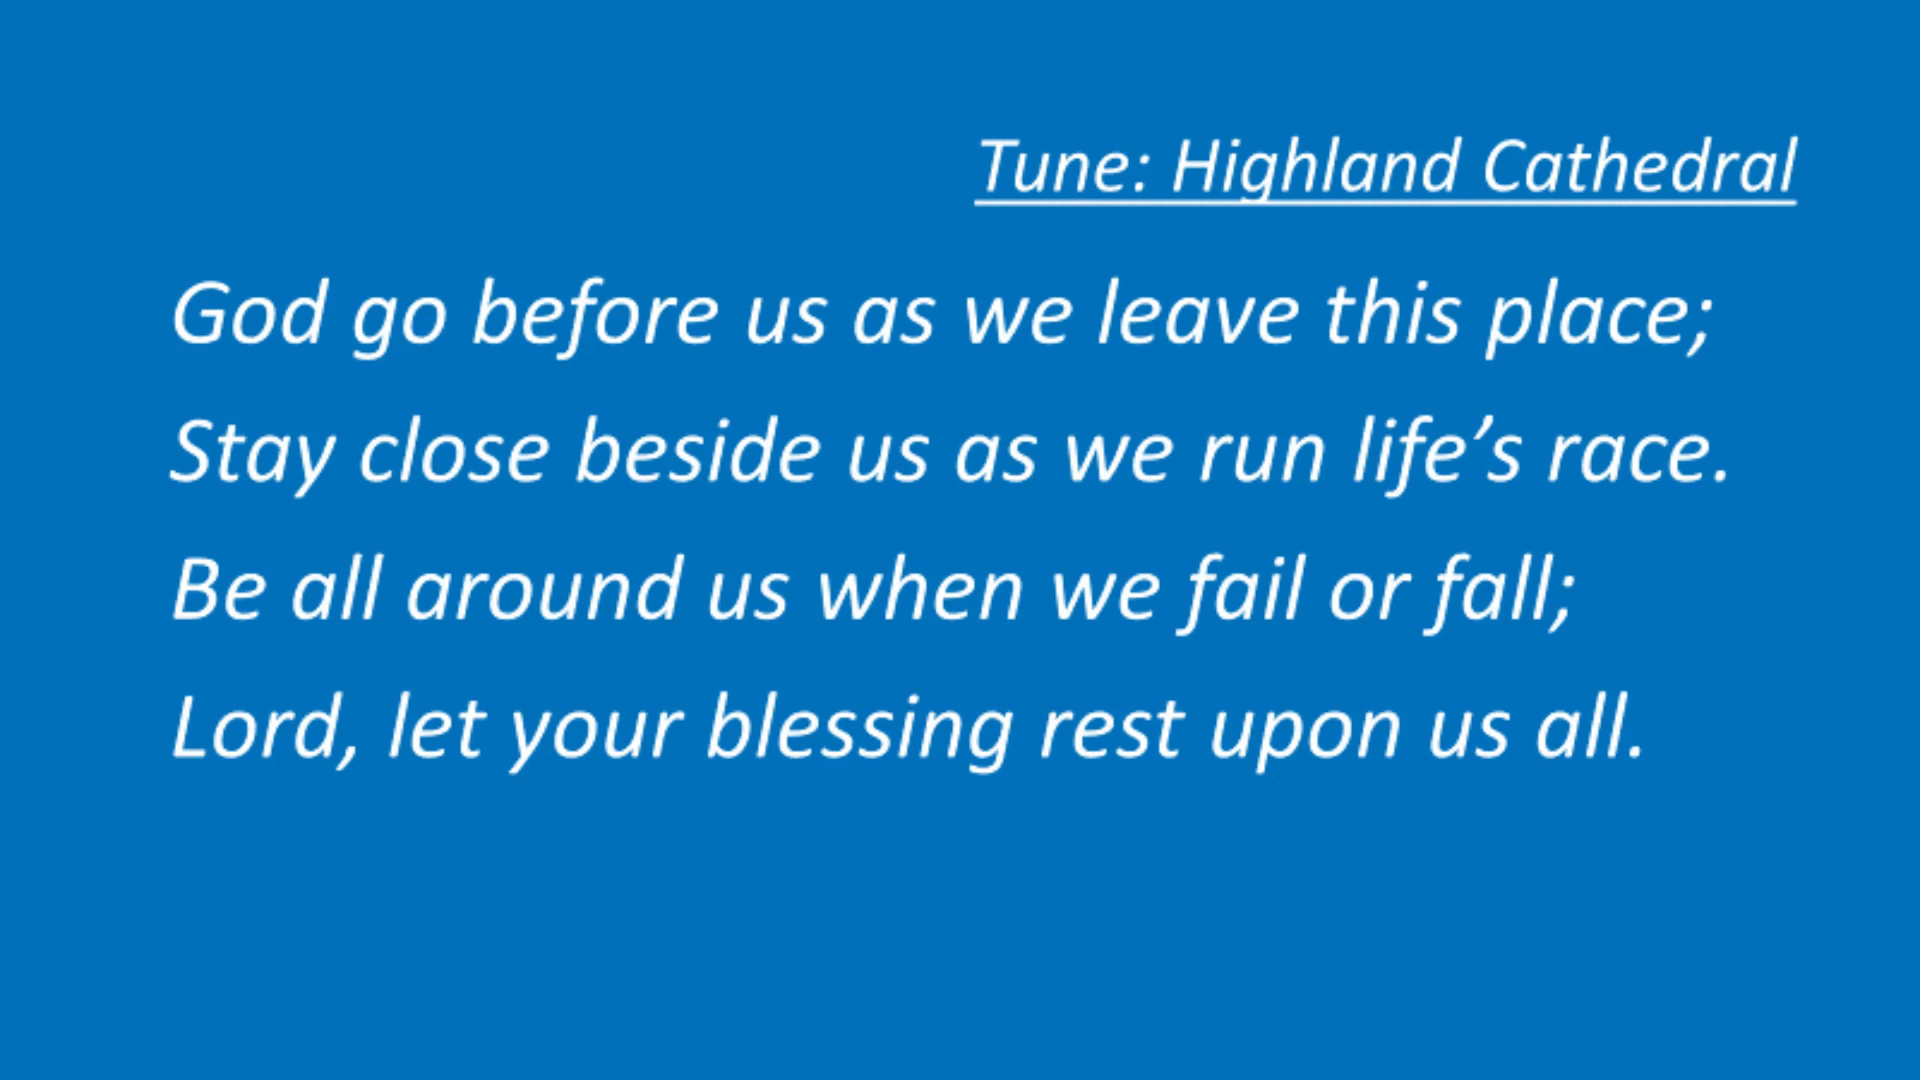 Tune: Highland Cathedral
God go before us as we leave this place;
Stay close beside us as we run life’s race.
Be all around us when we fail or fall;
Lord, let your blessing rest upon us all.